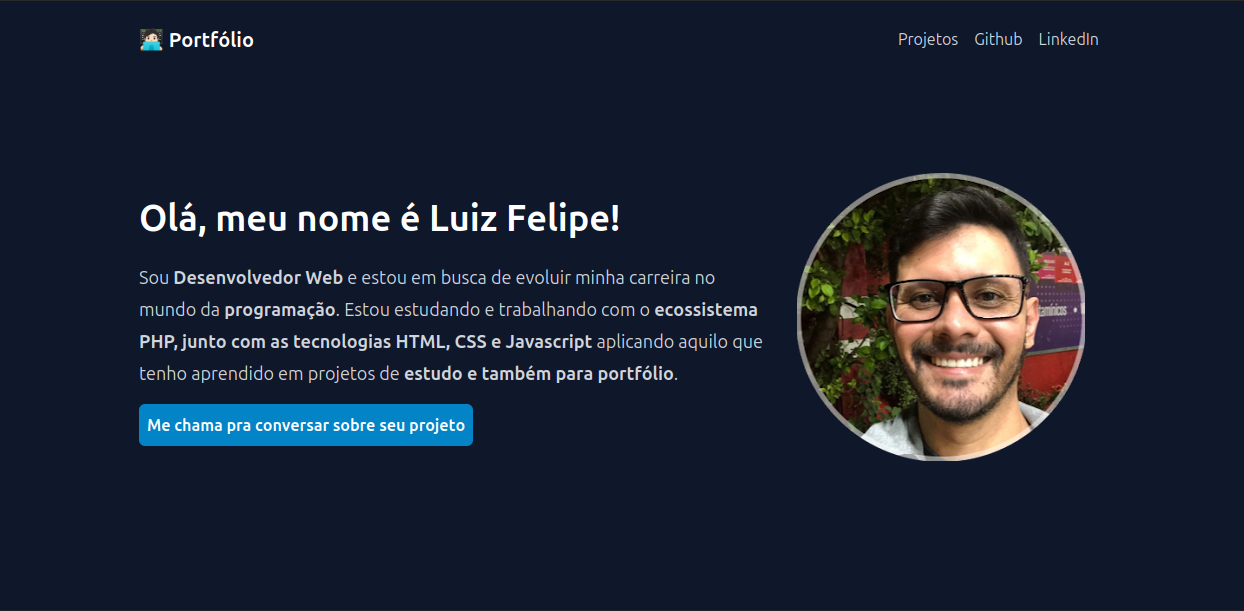 Portfólio
Projetos Github LinkedIn
Olá, meu nome é Luiz Felipe!
Sou Desenvolvedor Web e estou em busca de evoluir minha carreira no
mundo da programação. Estou estudando e trabalhando com o ecossistema
PHP, junto com as tecnologias HTML, CSS e Javascript aplicando aquilo que
tenho aprendido em projetos de estudo e também para portfólio.
Me chama pra conversar sobre seu projeto